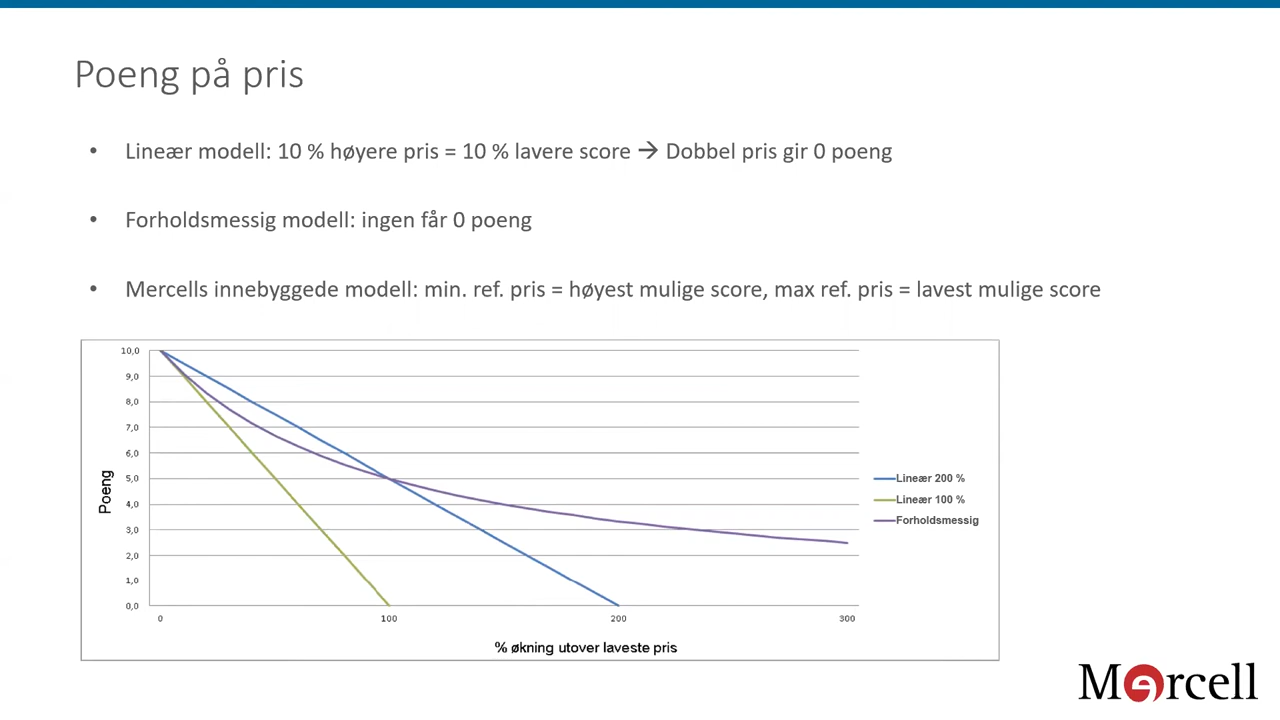 Poeng på pris
• Lineær modell: 10 % høyere pris = 10 % lavere score → Dobbel pris gir 0 poeng
• Forholdsmessig modell: ingen får 0 poeng
• Mercells innebyggede modell: min. ref. pris = høyest mulige score, max ref. pris = lavest mulige score
10,0
9,0
8,0
7,0
6,0
5,0
4,0
3,0
2,0
1,0
0,0
Poeng
0 100 200 300
% økning utover laveste pris
Lineær 200 %
Lineær 100 %
Forholdsmessig
Mercell